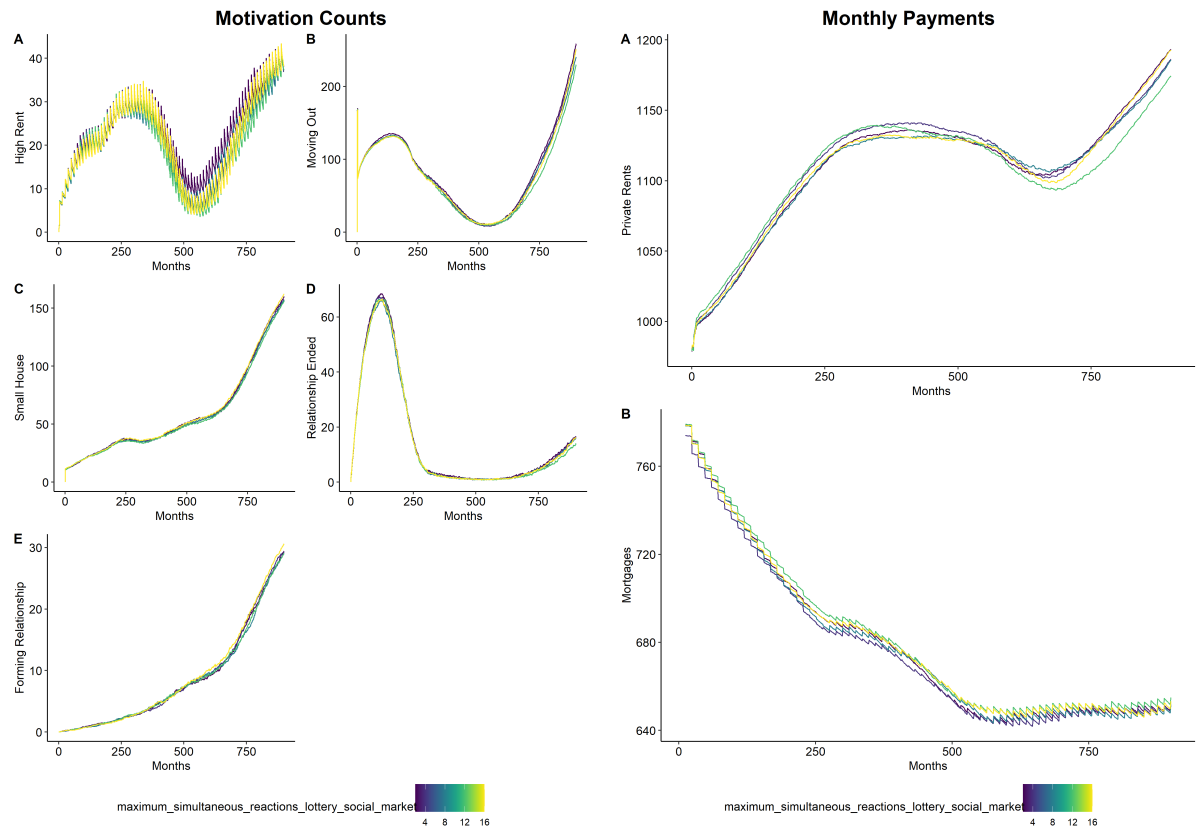 Motivation Counts
Monthly Payments
A
High Rent
40
30
20
10
0
0 250 500 750
Months
B
Moving Out
200
100
0
0 250 500 750
Months
C
Small House
150
100
50
0
0 250 500 750
Months
D
Relationship Ended
60
40
20
0
0 250 500 750
Months
E
Forming Relationship
30
20
10
0
0 250 500 750
Months
maximum_simultaneous_reactions_lottery_social_market
4 8 12 16
A
Private Rents
1200
1150
1100
1050
1000
0 250 500 750
Months
B
Mortgages
760
720
680
640
0 250 500 750
Months
maximum_simultaneous_reactions_lottery_social_market
4 8 12 16